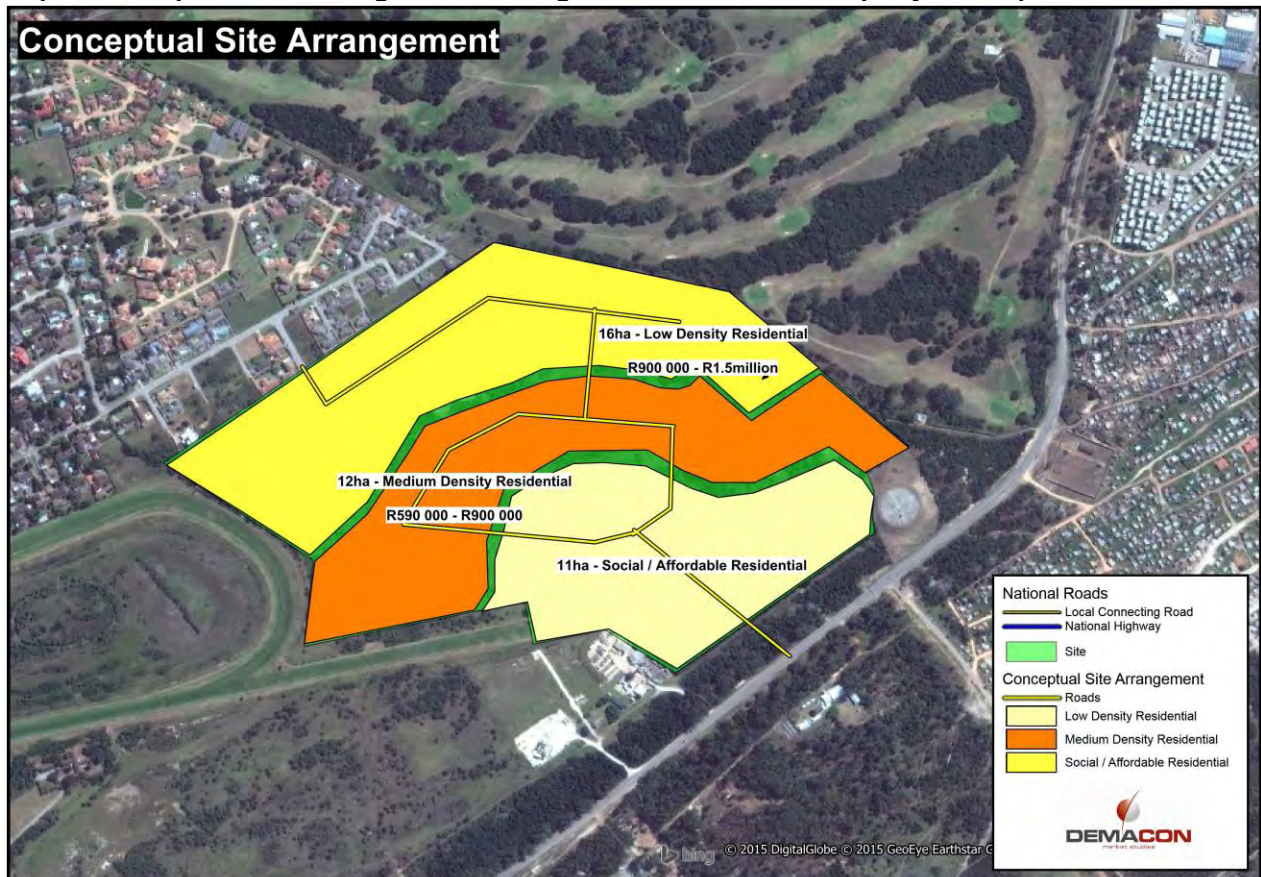 Conceptual Site Arrangement
16ha - Low Density Residential
R900 000 - R1.5million
12ha - Medium Density Residential
R590 000 - R900 000
11ha - Social / Affordable Residential
National Roads
Local Connecting Road
National Highway
Site
Conceptual Site Arrangement
Roads
Low Density Residential
Medium Density Residential
Social / Affordable Residential
DEMACON
market studies
bing © 2015 DigitalGlobe © 2015 GeoEye Earthstar